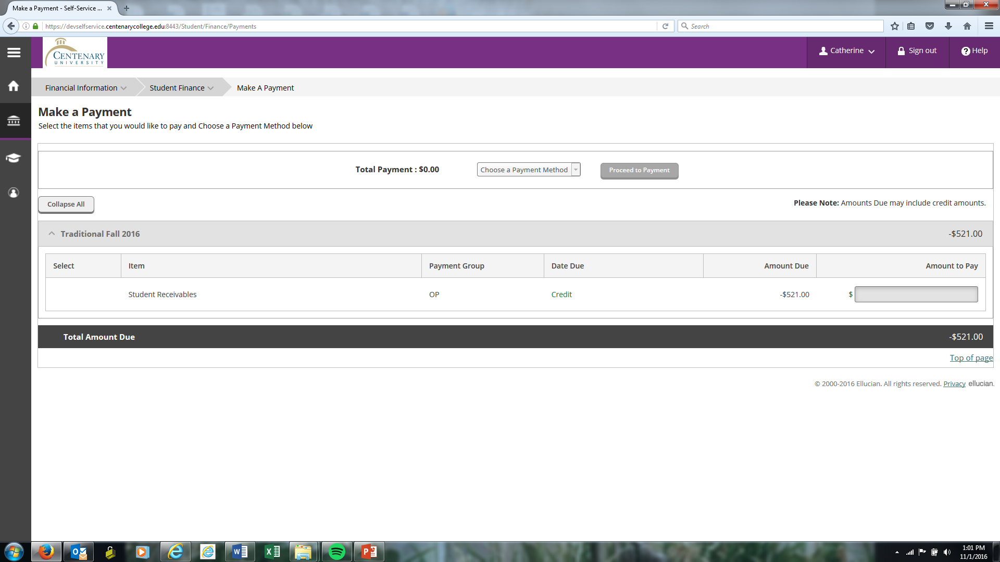 Make a Payment - Self-Service ...
https://devselfservice.centenarycollege.edu:8443/Student/Finance/Payments
Search
CENTENARY
UNIVERSITY
Catherine
Sign out
Help
Financial Information
Student Finance
Make A Payment
Make a Payment
Select the items that you would like to pay and Choose a Payment Method below
Total Payment : $0.00
Choose a Payment Method
Proceed to Payment
Collapse All
Please Note: Amounts Due may include credit amounts.
Traditional Fall 2016
-$521.00
Select
Item
Payment Group
Date Due
Amount Due
Amount to Pay
Student Receivables
OP
Credit
-$521.00
$
Total Amount Due
-$521.00
Top of page
© 2000-2016 Ellucian. All rights reserved. Privacy ellucian.
1:01 PM
11/1/2016